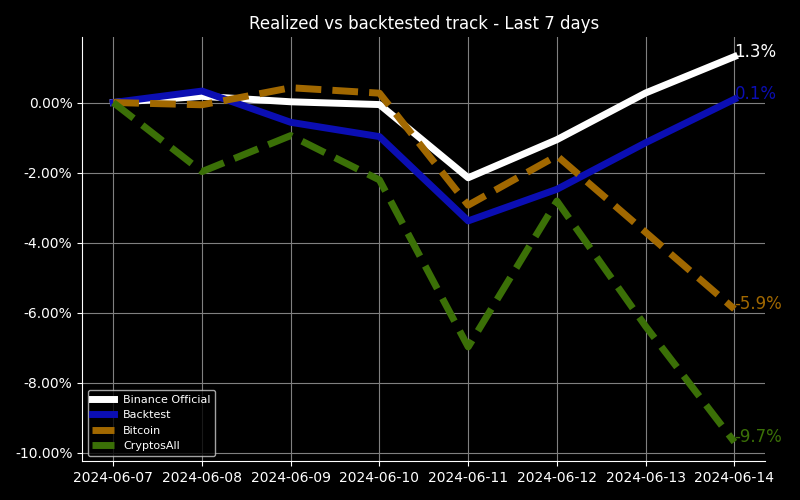 Realized vs backtested track - Last 7 days
1.3%
0.1%
-5.9%
-9.7%
0.00%
-2.00%
-4.00%
-6.00%
-8.00%
-10.00%
Binance Official
Backtest
Bitcoin
CryptosAll
2024-06-07 2024-06-08 2024-06-09 2024-06-10 2024-06-11 2024-06-12 2024-06-13 2024-06-14